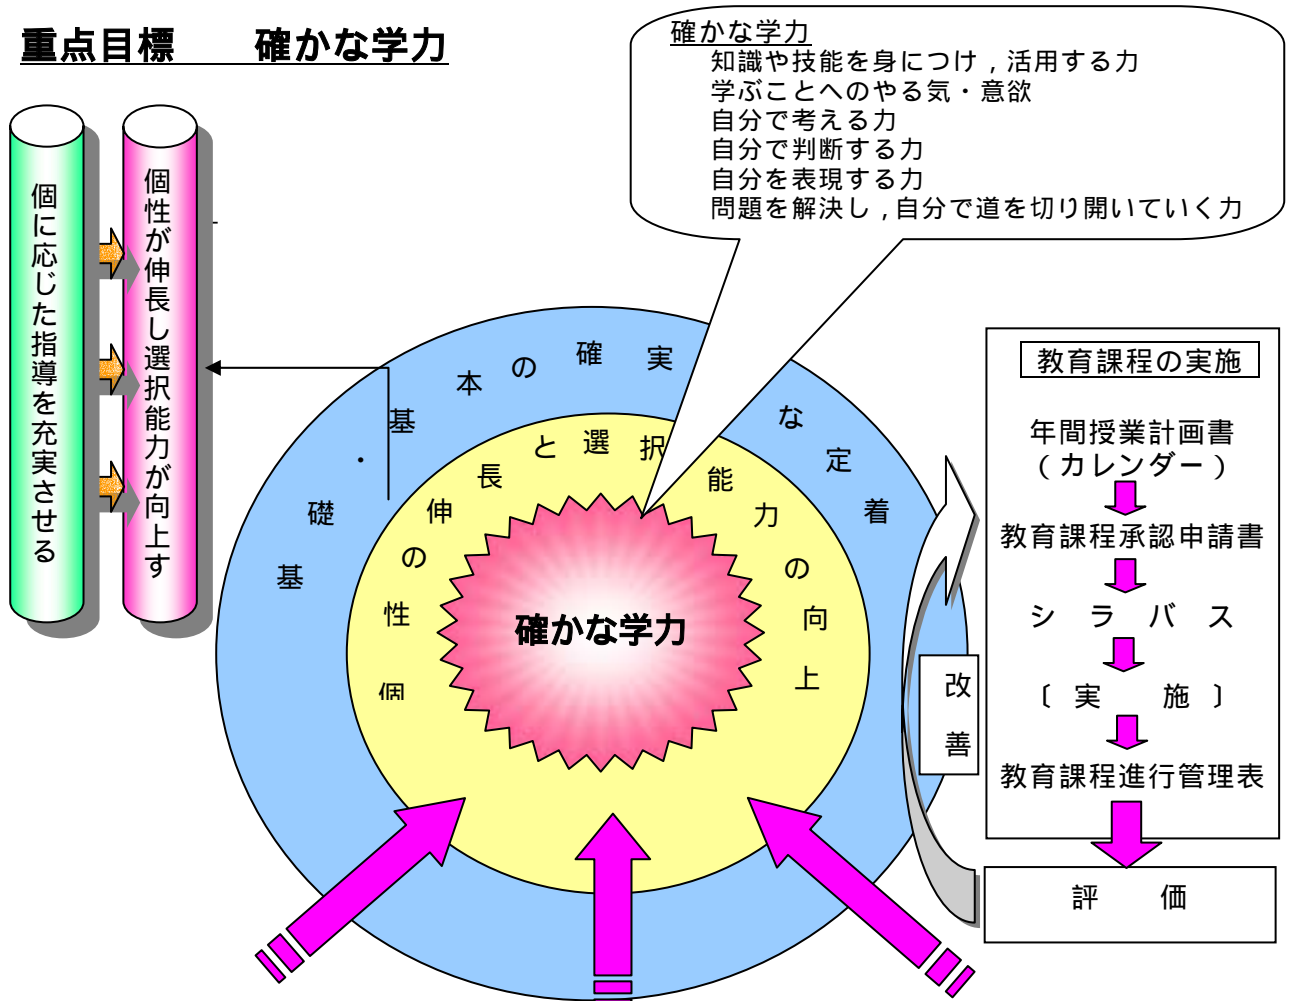 重点目標　　確かな学力
確かな学力
知識や技能を身につけ，活用する力
学ぶことへのやる気・意欲
自分で考える力
自分で判断する力
自分を表現する力
問題を解決し，自分で道を切り開いていく力
個に応じた指導を充実させる
個性が伸長し選択能力が向上す
基礎・基本の確実な定着
個性の伸長と選択能力の向上
確かな学力
改善
教育課程の実施
年間授業計画書
（カレンダー）
教育課程承認申請書
シラバス
〔実　　施〕
教育課程進行管理表
評　　価